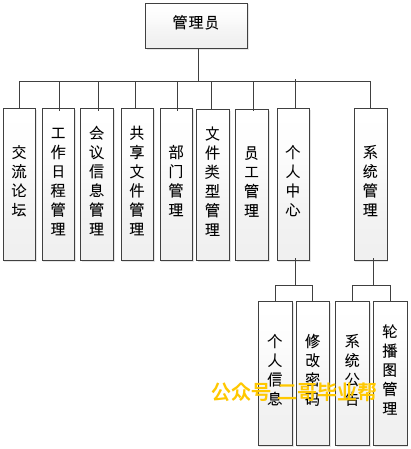 管理员
交流论坛
工作日程管理
会议信息管理
共享文件管理
部门管理
文件类型管理
员工管理
个人中心
系统管理
个人信息
修改密码
系统公告
轮播图管理
公众号 二哥毕业帮